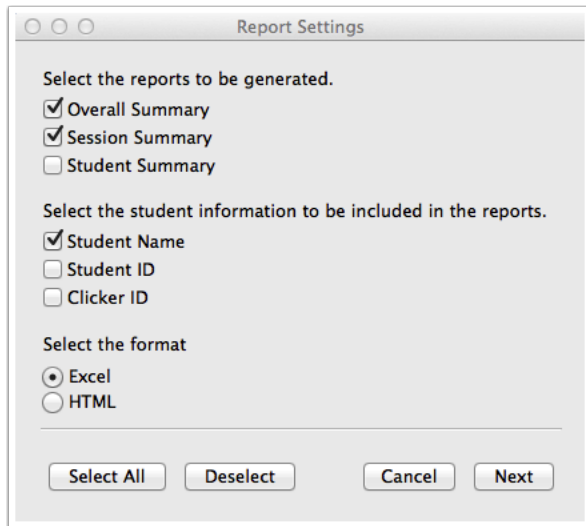 Report Settings
Select the reports to be generated.
Overall Summary
Session Summary
Student Summary
Select the student information to be included in the reports.
Student Name
Student ID
Clicker ID
Select the format
Excel
HTML
Select All Deselect Cancel Next